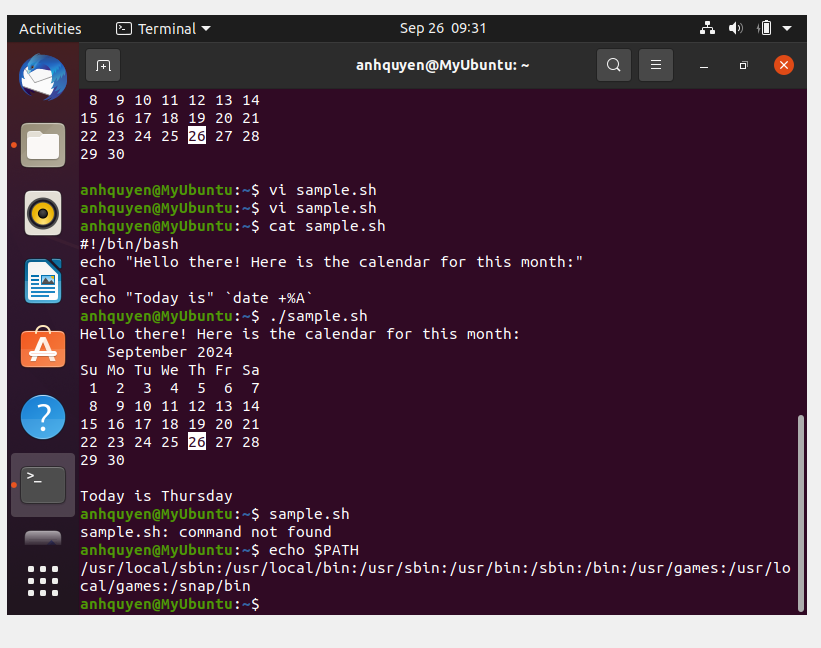 Activities Terminal Sep 26 09:31
anhquyen@MyUbuntu: ~
 8  9 10 11 12 13 14
15 16 17 18 19 20 21
22 23 24 25 26 27 28
29 30
anhquyen@MyUbuntu:~$ vi sample.sh
anhquyen@MyUbuntu:~$ vi sample.sh
anhquyen@MyUbuntu:~$ cat sample.sh
#!/bin/bash
echo "Hello there! Here is the calendar for this month:"
cal
echo "Today is" `date +%A`
anhquyen@MyUbuntu:~$ ./sample.sh
Hello there! Here is the calendar for this month:
   September 2024
Su Mo Tu We Th Fr Sa
 1  2  3  4  5  6  7
 8  9 10 11 12 13 14
15 16 17 18 19 20 21
22 23 24 25 26 27 28
29 30
Today is Thursday
anhquyen@MyUbuntu:~$ sample.sh
sample.sh: command not found
anhquyen@MyUbuntu:~$ echo $PATH
/usr/local/sbin:/usr/local/bin:/usr/sbin:/usr/bin:/sbin:/bin:/usr/games:/usr/lo
cal/games:/snap/bin
anhquyen@MyUbuntu:~$